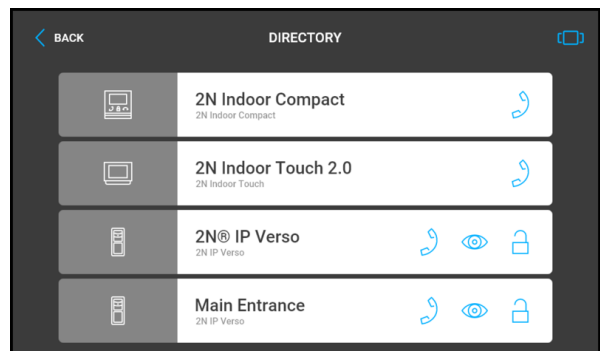 BACK
DIRECTORY
2N Indoor Compact
2N Indoor Compact
2N Indoor Touch 2.0
2N Indoor Touch
2N® IP Verso
2N IP Verso
Main Entrance
2N IP Verso